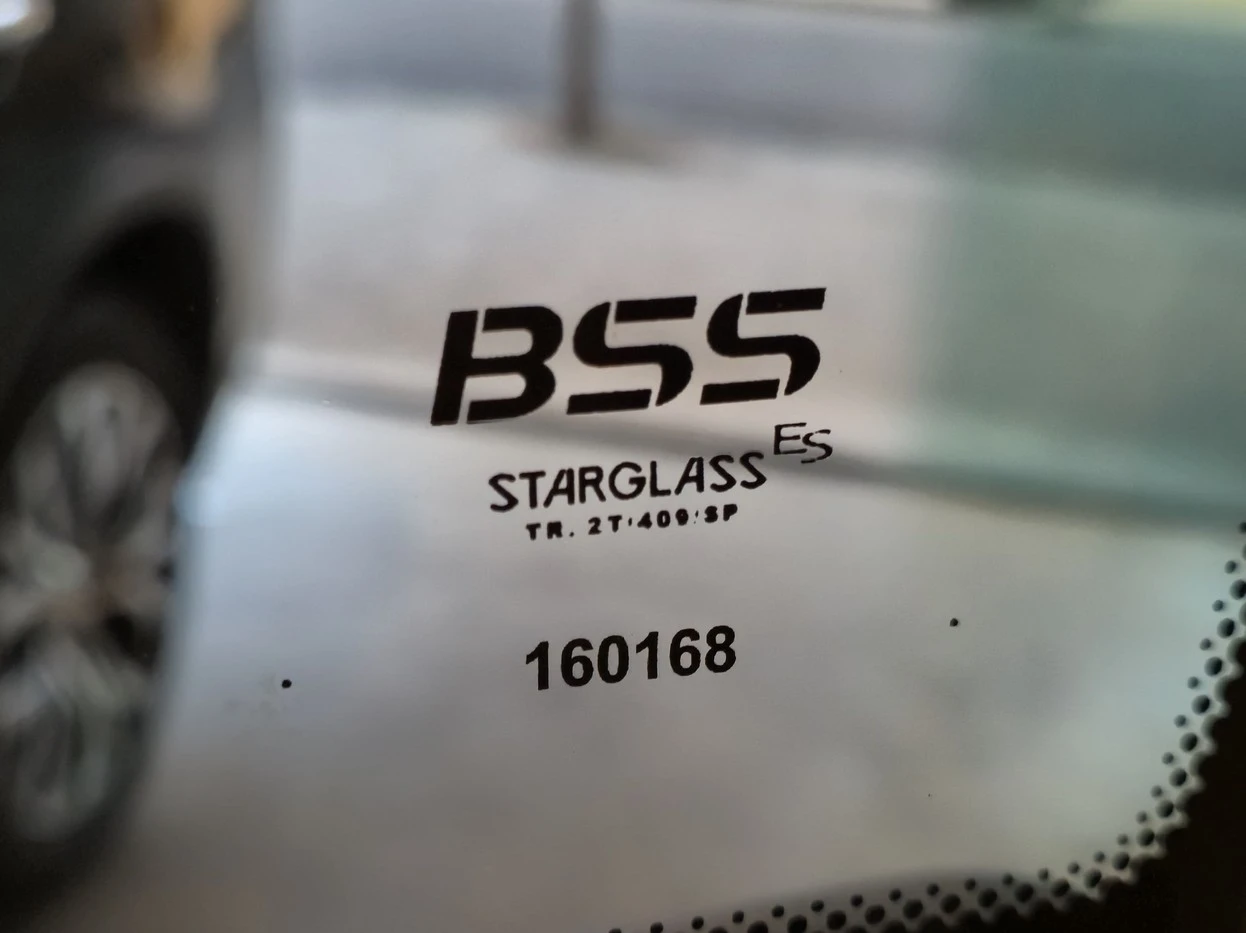 BSS
STARGLASS ES
TR. 2T·409·SP
160168